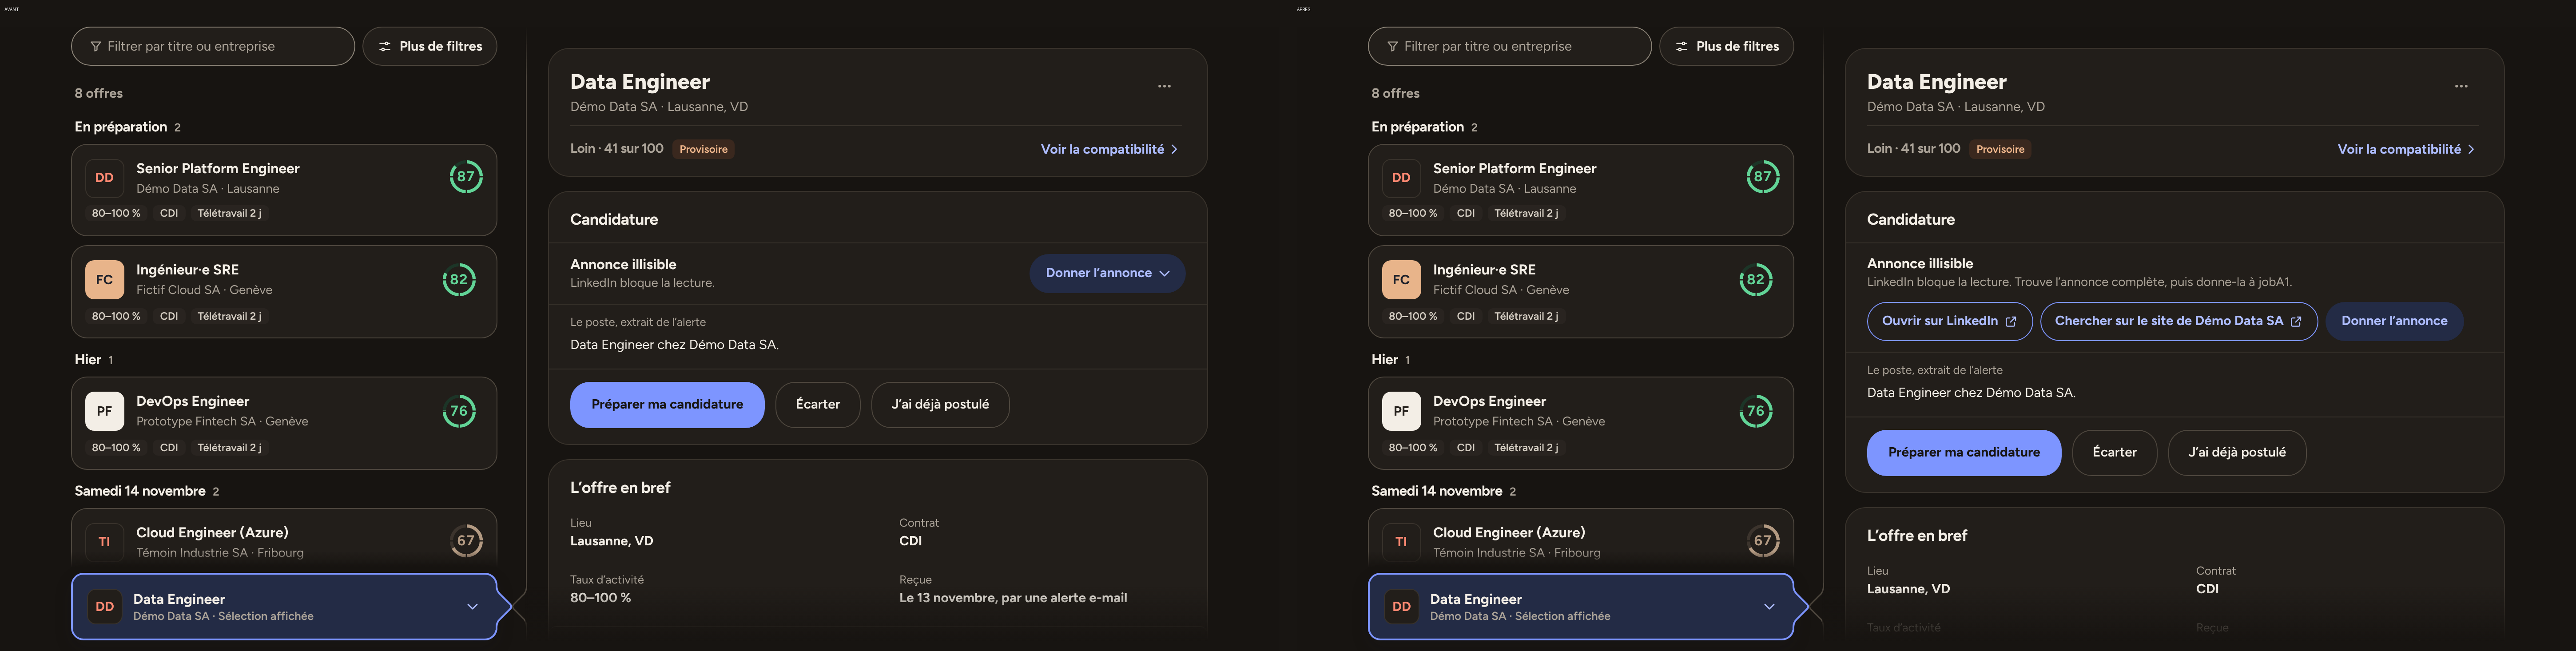 AVANT
Filtrer par titre ou entreprise
Plus de filtres
8 offres
En préparation 2
DD
Senior Platform Engineer
Démo Data SA · Lausanne
87
80–100 % CDI Télétravail 2 j
FC
Ingénieur·e SRE
Fictif Cloud SA · Genève
82
80–100 % CDI Télétravail 2 j
Hier 1
PF
DevOps Engineer
Prototype Fintech SA · Genève
76
80–100 % CDI Télétravail 2 j
Samedi 14 novembre 2
TI
Cloud Engineer (Azure)
Témoin Industrie SA · Fribourg
67
DD
Data Engineer
Démo Data SA · Sélection affichée
Data Engineer
Démo Data SA · Lausanne, VD
Loin · 41 sur 100 Provisoire
Voir la compatibilité
Candidature
Annonce illisible
LinkedIn bloque la lecture.
Donner l’annonce
Le poste, extrait de l’alerte
Data Engineer chez Démo Data SA.
Préparer ma candidature
Écarter
J’ai déjà postulé
L’offre en bref
Lieu
Lausanne, VD
Contrat
CDI
Taux d’activité
80–100 %
Reçue
Le 13 novembre, par une alerte e-mail
APRES
Filtrer par titre ou entreprise
Plus de filtres
8 offres
En préparation 2
DD
Senior Platform Engineer
Démo Data SA · Lausanne
87
80–100 % CDI Télétravail 2 j
FC
Ingénieur·e SRE
Fictif Cloud SA · Genève
82
80–100 % CDI Télétravail 2 j
Hier 1
PF
DevOps Engineer
Prototype Fintech SA · Genève
76
80–100 % CDI Télétravail 2 j
Samedi 14 novembre 2
TI
Cloud Engineer (Azure)
Témoin Industrie SA · Fribourg
67
DD
Data Engineer
Démo Data SA · Sélection affichée
Data Engineer
Démo Data SA · Lausanne, VD
Loin · 41 sur 100 Provisoire
Voir la compatibilité
Candidature
Annonce illisible
LinkedIn bloque la lecture. Trouve l’annonce complète, puis donne-la à jobA1.
Ouvrir sur LinkedIn
Chercher sur le site de Démo Data SA
Donner l’annonce
Le poste, extrait de l’alerte
Data Engineer chez Démo Data SA.
Préparer ma candidature
Écarter
J’ai déjà postulé
L’offre en bref
Lieu
Lausanne, VD
Contrat
CDI
Taux d’activité
Reçue